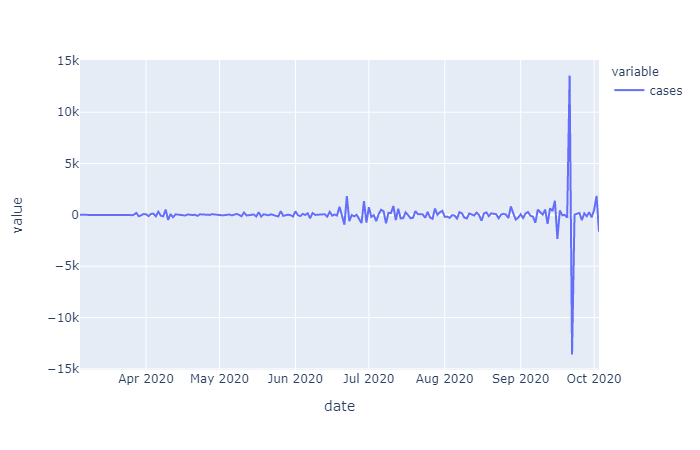 variable
cases
15k
10k
5k
0
−5k
−10k
−15k
value
Apr 2020
May 2020
Jun 2020
Jul 2020
Aug 2020
Sep 2020
Oct 2020
date